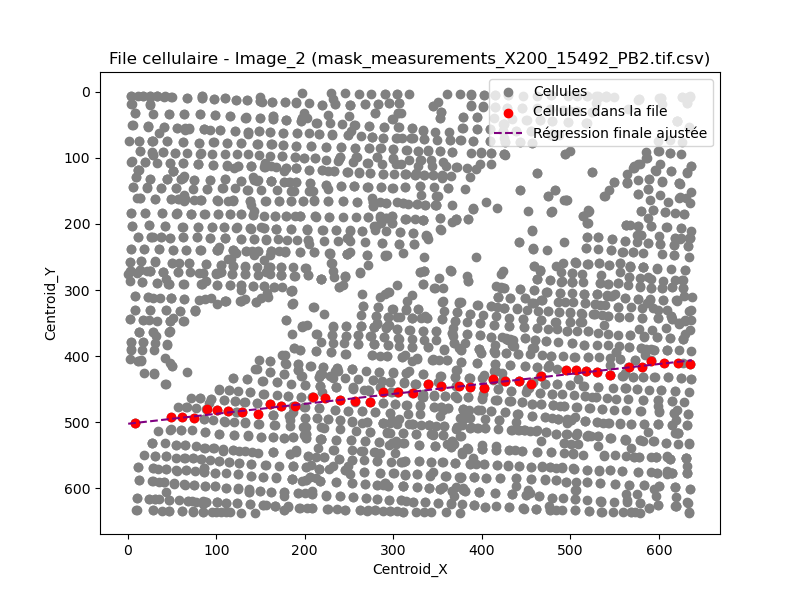 File cellulaire - Image_2 (mask_measurements_X200_15492_PB2.tif.csv)
Cellules
Cellules dans la file
Régression finale ajustée
Centroid_Y
0
100
200
300
400
500
600
0 100 200 300 400 500 600
Centroid_X